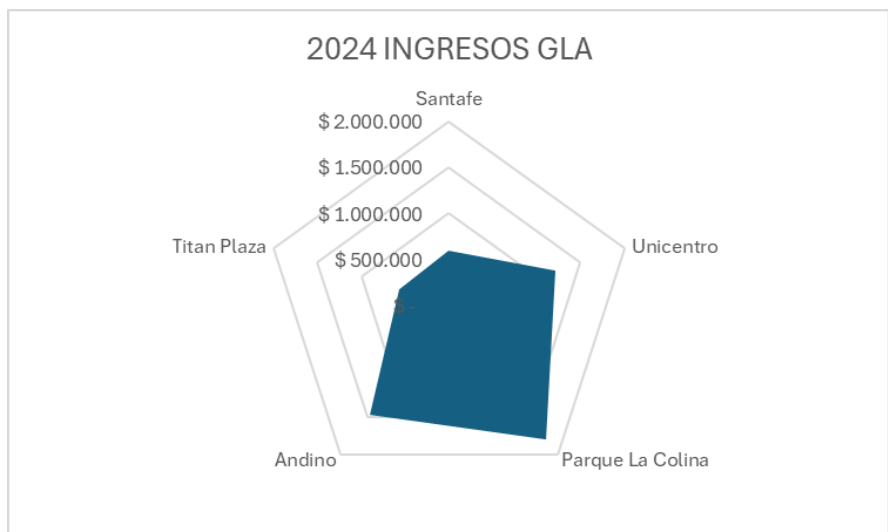 2024 INGRESOS GLA
Santafe
$ 2.000.000
$ 1.500.000
$ 1.000.000
Titan Plaza
Unicentro
$ 500.000
$ -
Andino
Parque La Colina